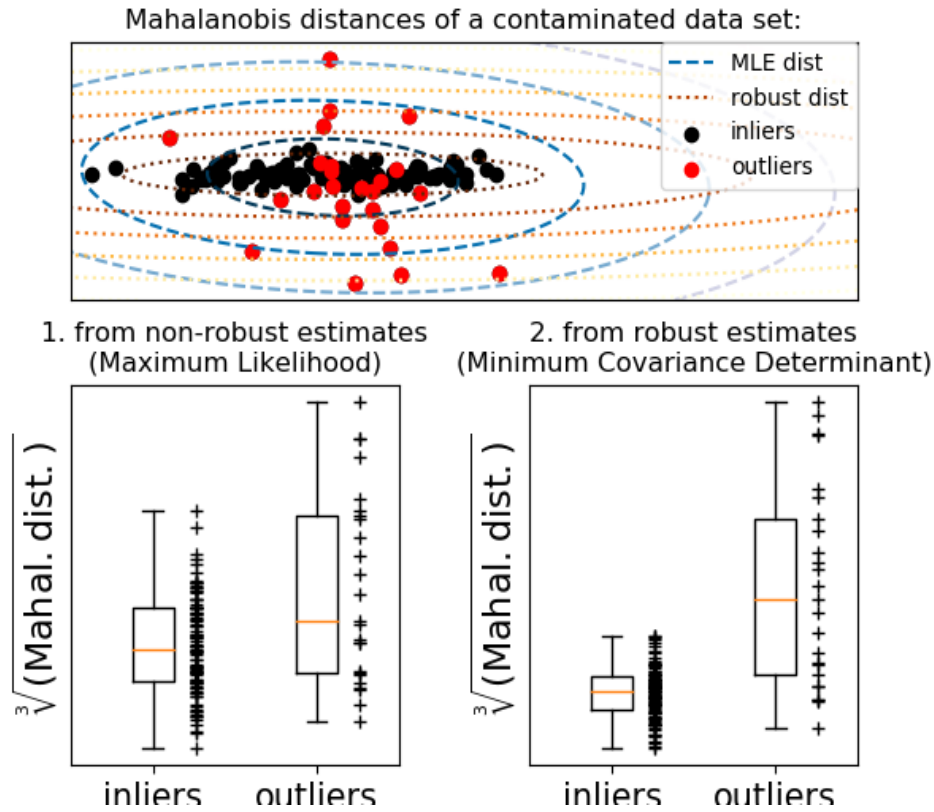 Mahalanobis distances of a contaminated data set:
MLE dist
robust dist
inliers
outliers
1. from non-robust estimates
(Maximum Likelihood)
2. from robust estimates
(Minimum Covariance Determinant)
∛(Mahal. dist.)
∛(Mahal. dist.)
inliers outliers
inliers outliers